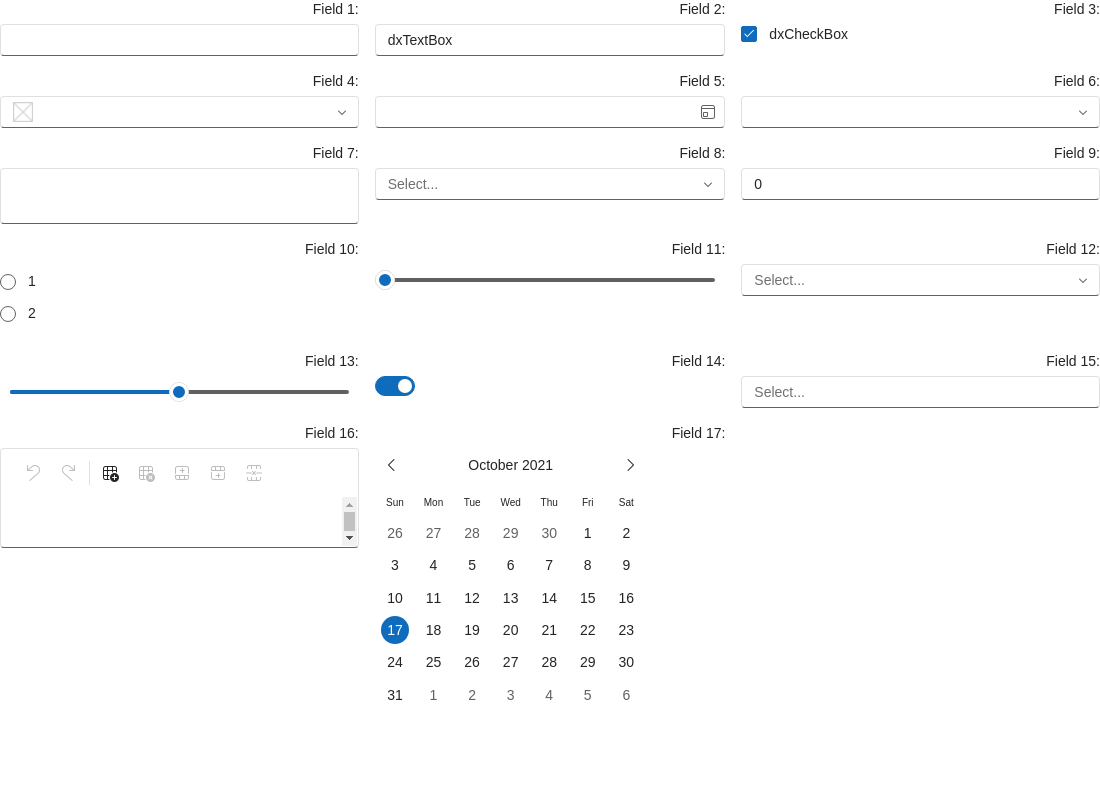 Field 1:
Field 2:
Field 3:
dxTextBox
dxCheckBox
Field 4:
Field 5:
Field 6:
Field 7:
Field 8:
Field 9:
Select...
0
Field 10:
Field 11:
Field 12:
1
Select...
2
Field 13:
Field 14:
Field 15:
Select...
Field 16:
Field 17:
October 2021
Sun Mon Tue Wed Thu Fri Sat
26 27 28 29 30 1 2
3 4 5 6 7 8 9
10 11 12 13 14 15 16
17 18 19 20 21 22 23
24 25 26 27 28 29 30
31 1 2 3 4 5 6